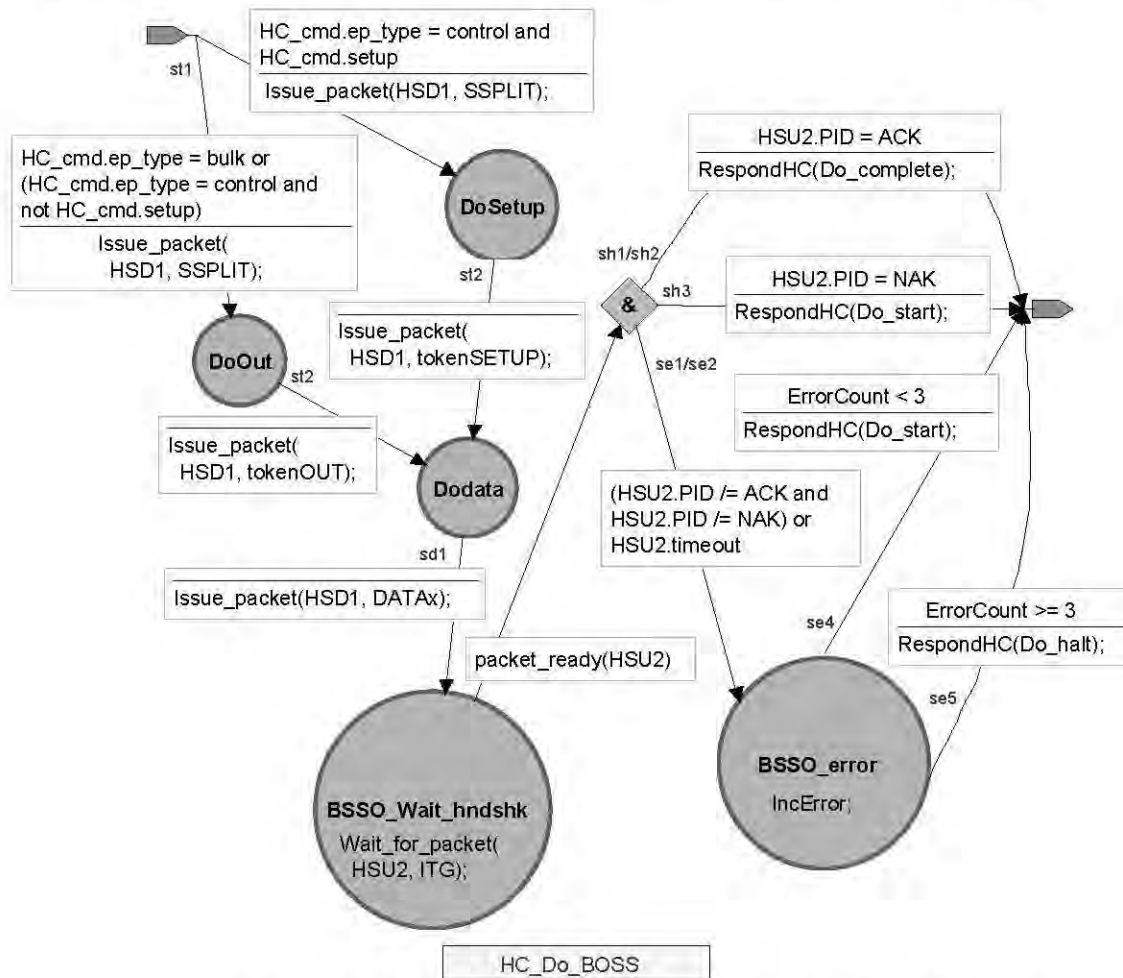 HC_cmd.ep_type = control and
HC_cmd.setup
Issue_packet(HSD1, SSPLIT);
st1
HC_cmd.ep_type = bulk or
(HC_cmd.ep_type = control and
not HC_cmd.setup)
Issue_packet(
HSD1, SSPLIT);
DoSetup
st2
Issue_packet(
HSD1, tokenSETUP);
DoOut
st2
Issue_packet(
HSD1, tokenOUT);
Dodata
sd1
Issue_packet(HSD1, DATAx);
BSSO_Wait_hndshk
Wait_for_packet(
HSU2, ITG);
packet_ready(HSU2)
&
sh1/sh2
HSU2.PID = ACK
RespondHC(Do_complete);
sh3
HSU2.PID = NAK
RespondHC(Do_start);
se1/se2
(HSU2.PID /= ACK and
HSU2.PID /= NAK) or
HSU2.timeout
ErrorCount < 3
RespondHC(Do_start);
se4
ErrorCount >= 3
RespondHC(Do_halt);
se5
BSSO_error
IncError;
HC_Do_BOSS